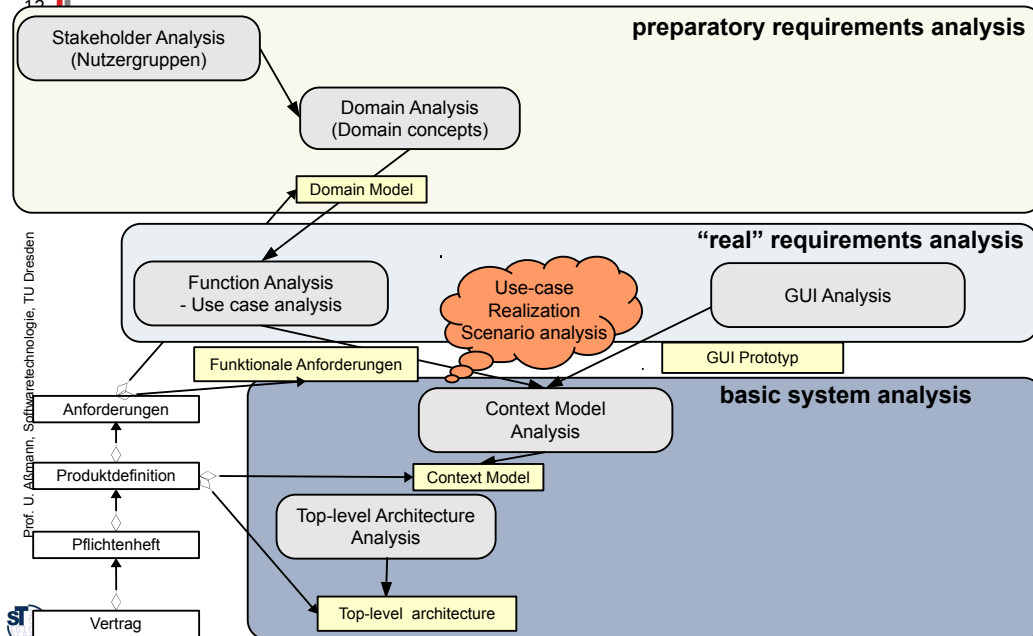 13
preparatory requirements analysis
Stakeholder Analysis
(Nutzergruppen)
Domain Analysis
(Domain concepts)
Domain Model
“real” requirements analysis
Function Analysis
- Use case analysis
Use-case
Realization
Scenario analysis
GUI Analysis
Funktionale Anforderungen
GUI Prototyp
basic system analysis
Anforderungen
Context Model
Analysis
Produktdefinition
Context Model
Top-level Architecture
Analysis
Pflichtenheft
Top-level architecture
Vertrag
Prof. U. Aßmann, Softwaretechnologie, TU Dresden
ST